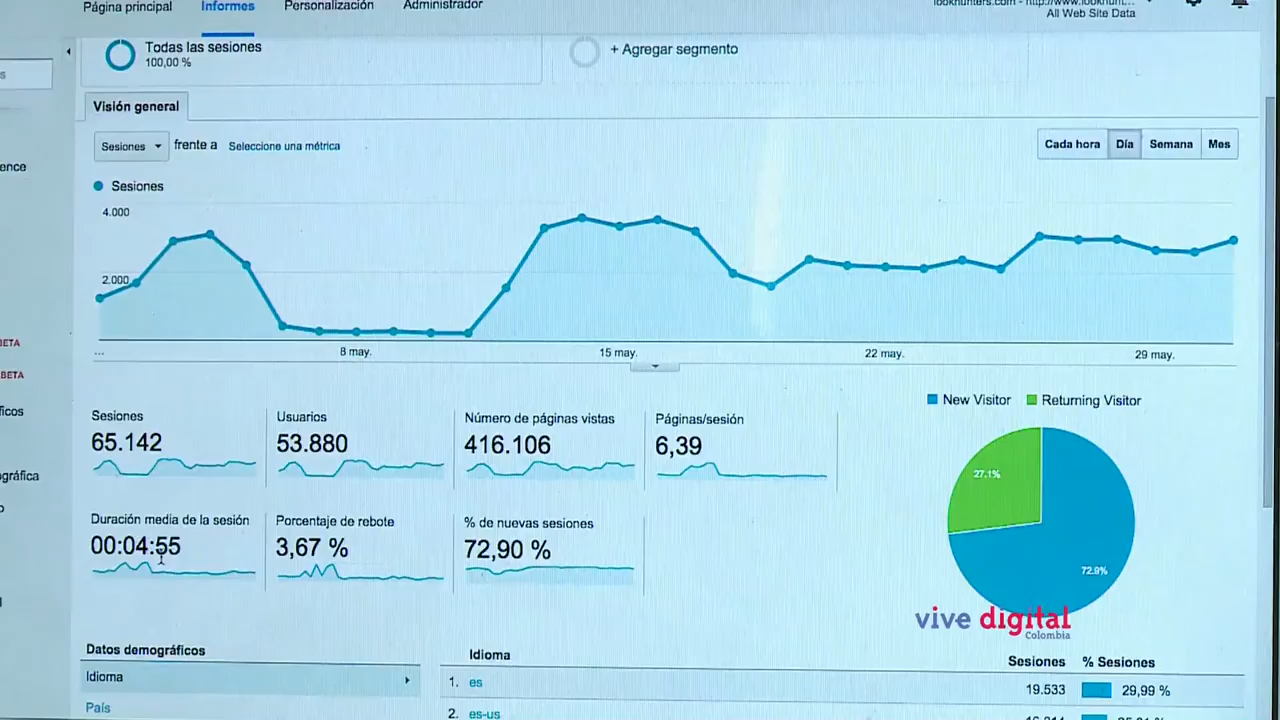 Página principal Informes Personalización Administrador
All Web Site Data
Todas las sesiones
100,00 %
+ Agregar segmento
s
Visión general
Sesiones frente a Seleccione una métrica
Cada hora Día Semana Mes
ence
Sesiones
4.000
2.000
... 8 may. 15 may. 22 may. 29 may.
ETA
BETA
icos
ográfica
o
New Visitor Returning Visitor
Sesiones Usuarios Número de páginas vistas Páginas/sesión
65.142 53.880 416.106 6,39
27.1%
72.9%
Duración media de la sesión Porcentaje de rebote % de nuevas sesiones
00:04:55 3,67 % 72,90 %
vive digital
Colombia
Datos demográficos
Idioma
País
Idioma Sesiones % Sesiones
1. es 19.533 29,99 %
2. es-us